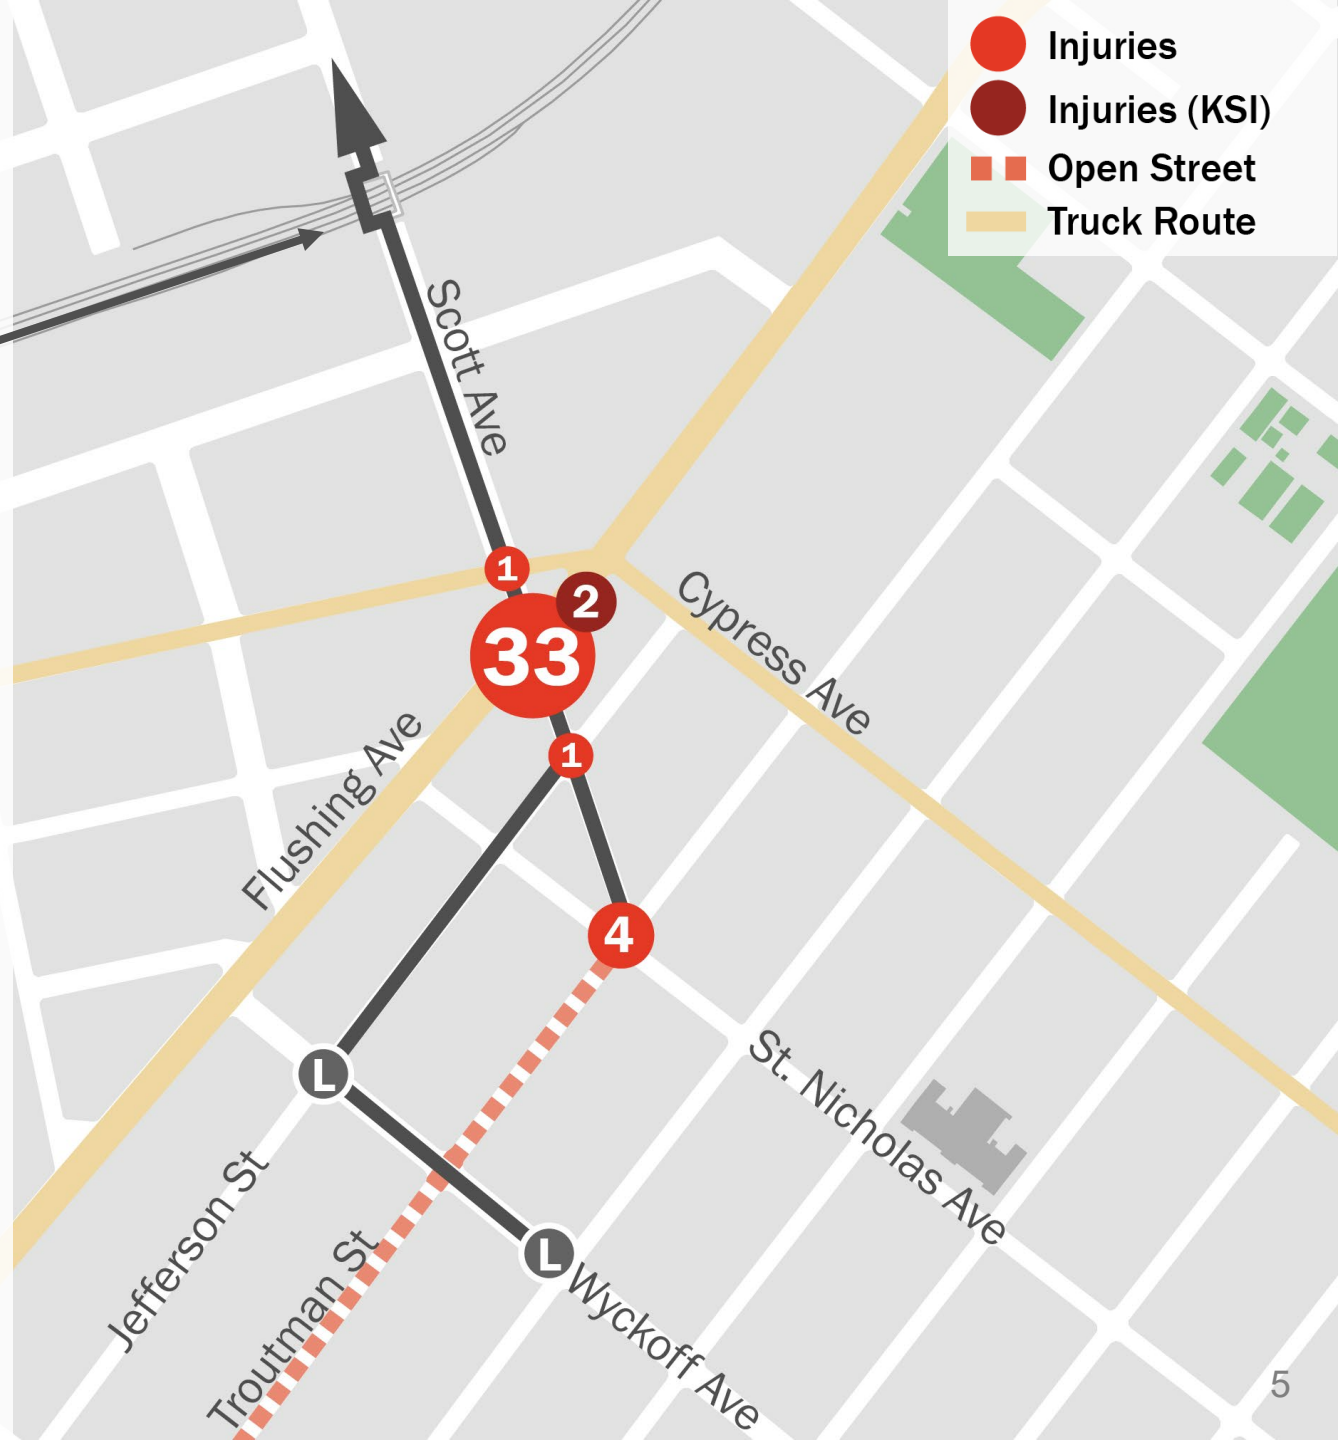 Injuries
Injuries (KSI)
Open Street
Truck Route
Scott Ave
1
2
33
Cypress Ave
Flushing Ave
1
4
St. Nicholas Ave
L
Jefferson St
Troutman St
L
Wyckoff Ave
5